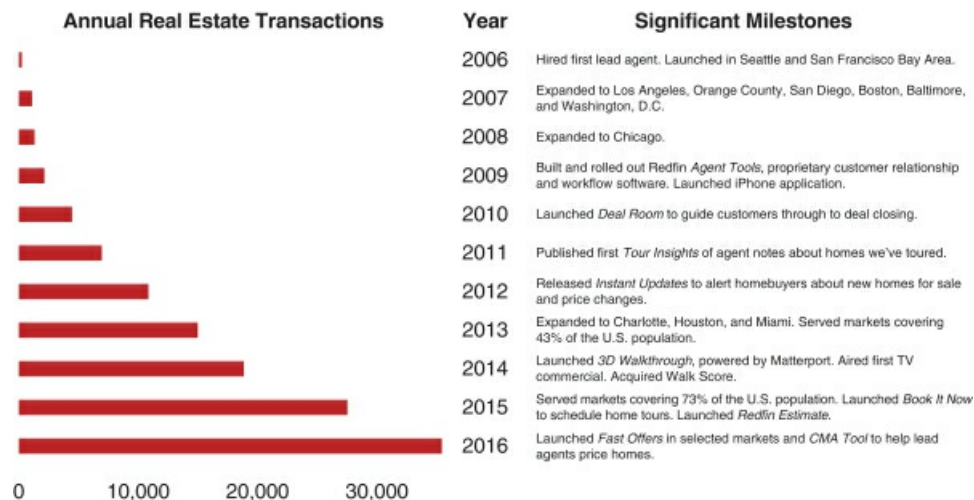 Annual Real Estate Transactions Year Significant Milestones
2006 Hired first lead agent. Launched in Seattle and San Francisco Bay Area.
2007 Expanded to Los Angeles, Orange County, San Diego, Boston, Baltimore,
and Washington, D.C.
2008 Expanded to Chicago.
2009 Built and rolled out Redfin Agent Tools, proprietary customer relationship
and workflow software. Launched iPhone application.
2010 Launched Deal Room to guide customers through to deal closing.
2011 Published first Tour Insights of agent notes about homes we've toured.
2012 Released Instant Updates to alert homebuyers about new homes for sale
and price changes.
2013 Expanded to Charlotte, Houston, and Miami. Served markets covering
43% of the U.S. population.
2014 Launched 3D Walkthrough, powered by Matterport. Aired first TV
commercial. Acquired Walk Score.
2015 Served markets covering 73% of the U.S. population. Launched Book It Now
to schedule home tours. Launched Redfin Estimate.
2016 Launched Fast Offers in selected markets and CMA Tool to help lead
agents price homes.
0 10,000 20,000 30,000